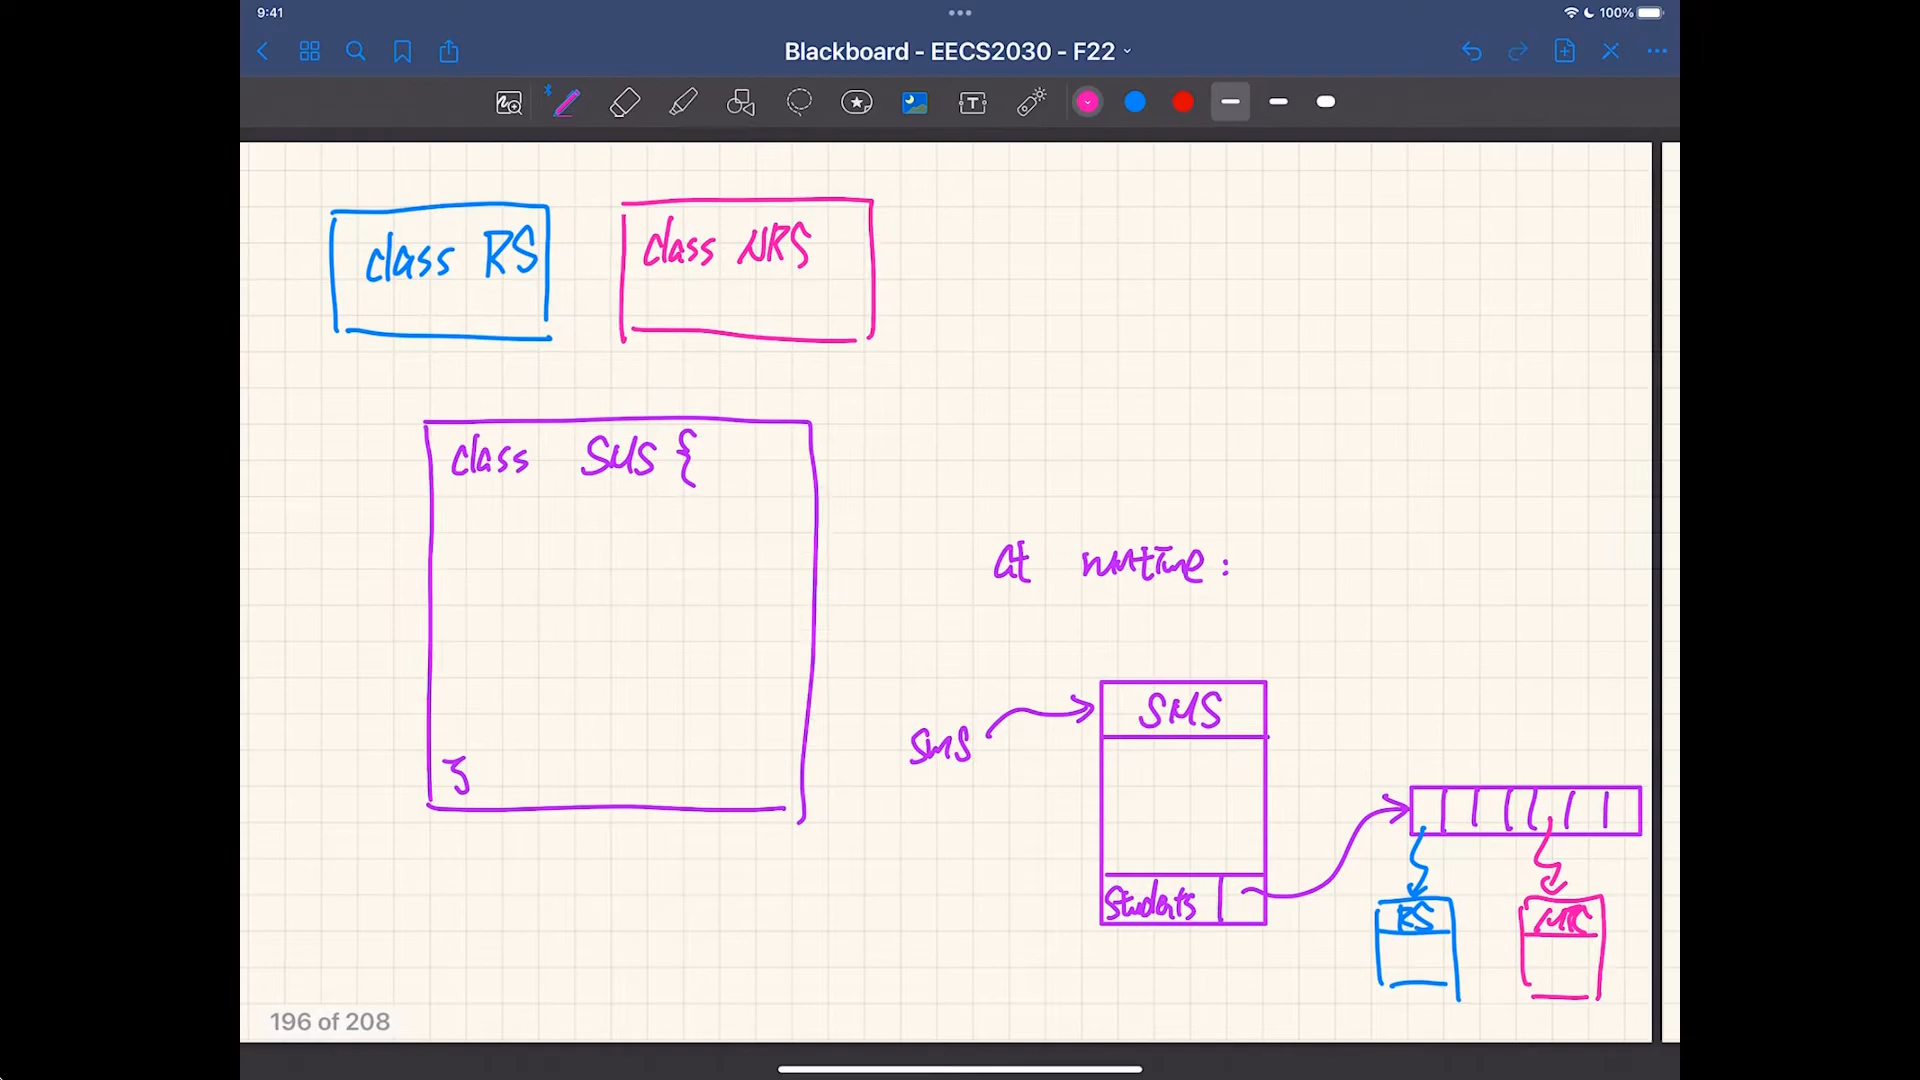 9:41
100%
Blackboard - EECS2030 - F22
class RS
class NRS
class SMS {
}
at runtime:
SMS
sms
Students
RS
196 of 208